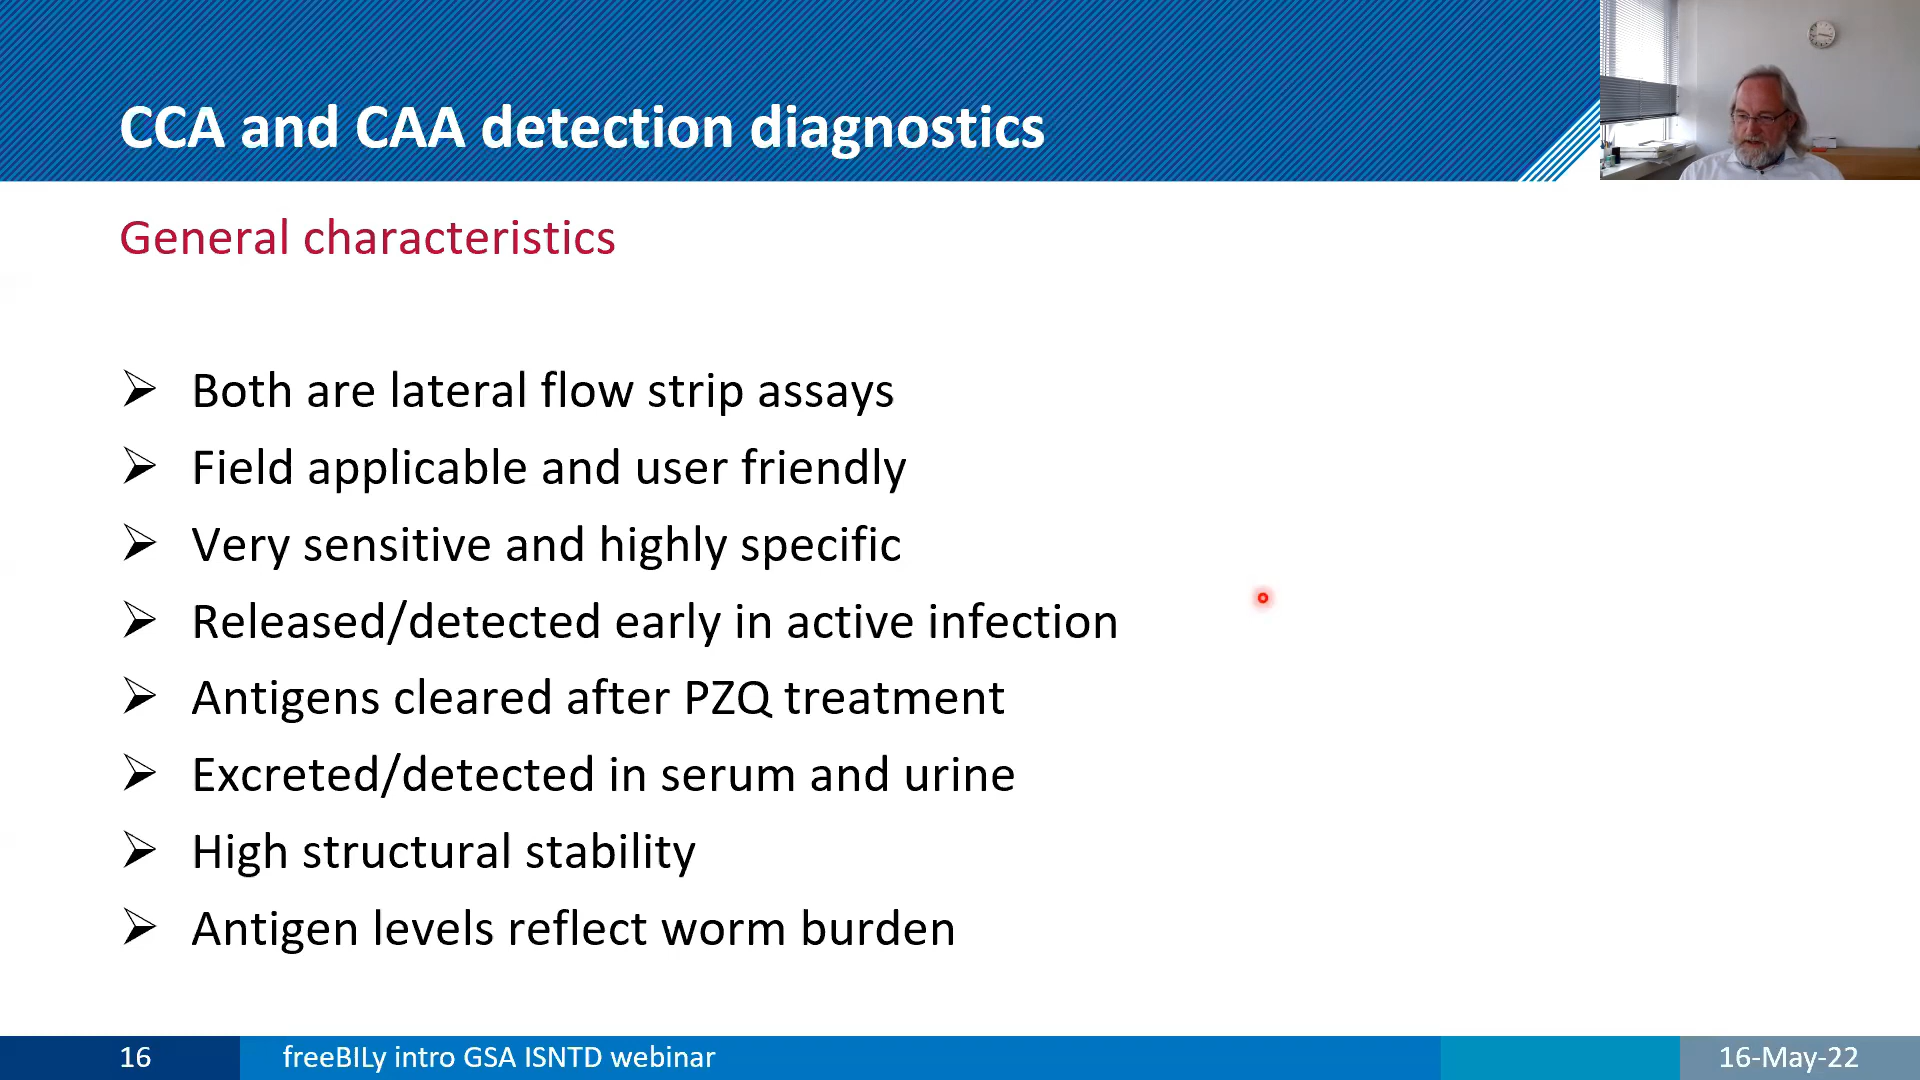 CCA and CAA detection diagnostics
General characteristics
Both are lateral flow strip assays
Field applicable and user friendly
Very sensitive and highly specific
Released/detected early in active infection
Antigens cleared after PZQ treatment
Excreted/detected in serum and urine
High structural stability
Antigen levels reflect worm burden
16 freeBILy intro GSA ISNTD webinar 16-May-22